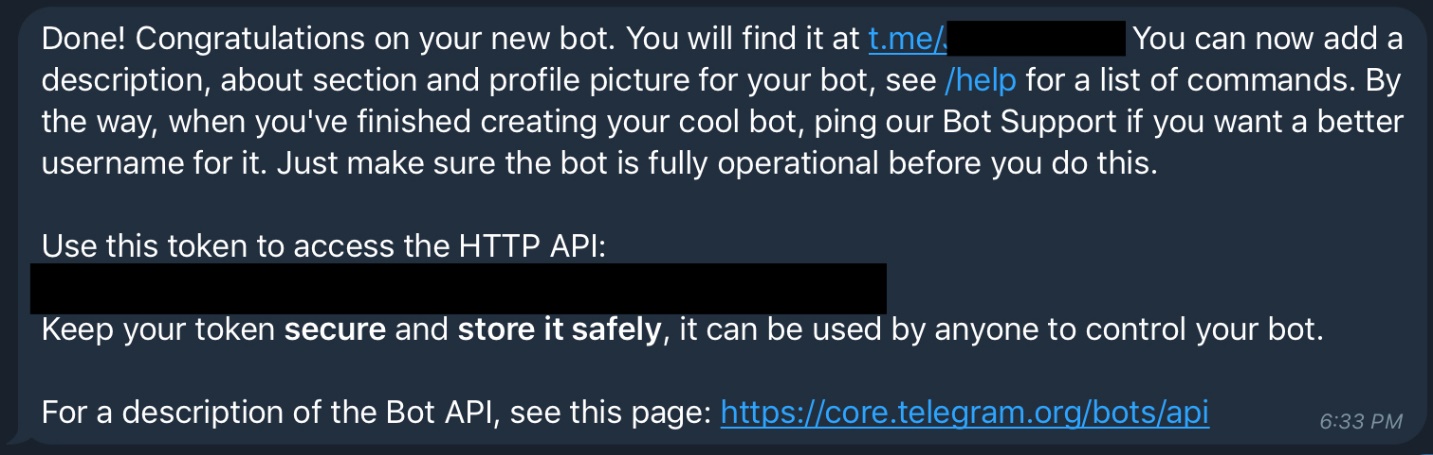 Done! Congratulations on your new bot. You will find it at t.me/ You can now add a
description, about section and profile picture for your bot, see /help for a list of commands. By
the way, when you've finished creating your cool bot, ping our Bot Support if you want a better
username for it. Just make sure the bot is fully operational before you do this.
Use this token to access the HTTP API:
Keep your token secure and store it safely, it can be used by anyone to control your bot.
For a description of the Bot API, see this page: https://core.telegram.org/bots/api
6:33 PM